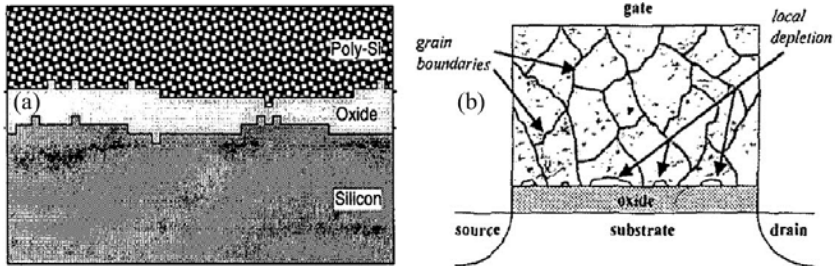 Poly-Si
(a)
Oxide
Silicon
gate
grain
boundaries
local
depletion
(b)
oxide
source
substrate
drain